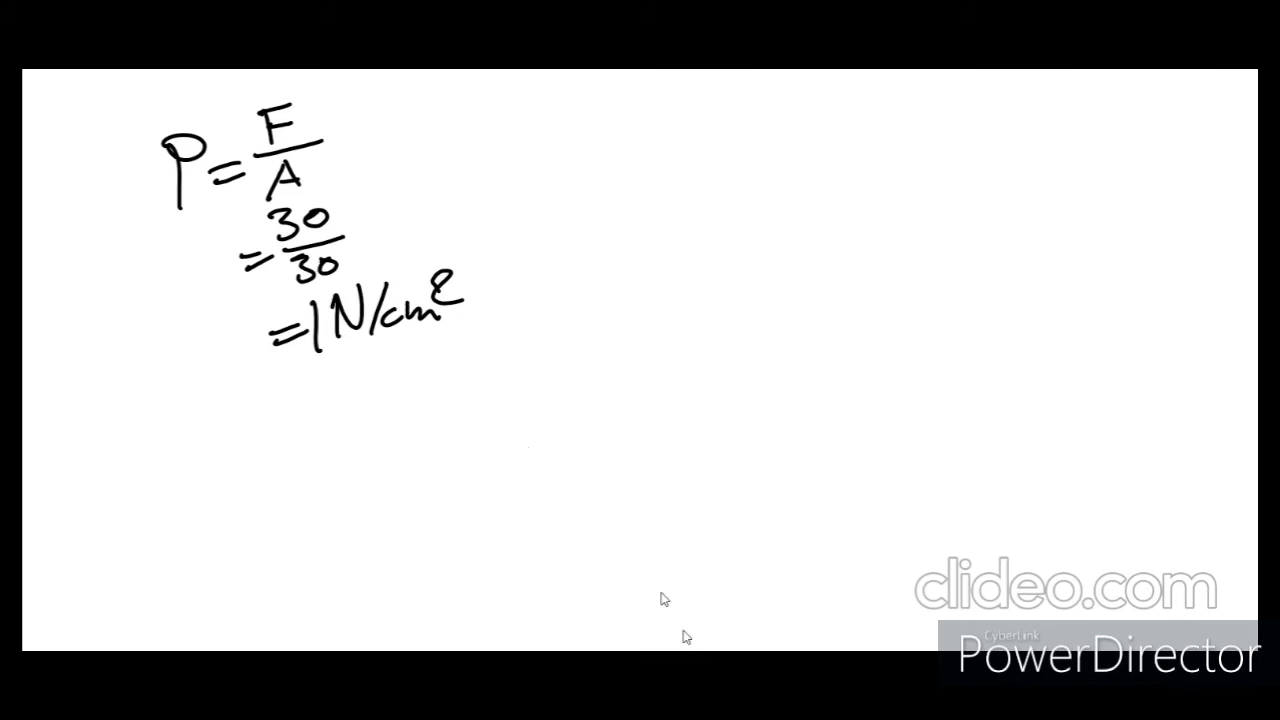 P = F/A
= 30/30
= 1 N/cm²
clideo.com
CyberLink
PowerDirector